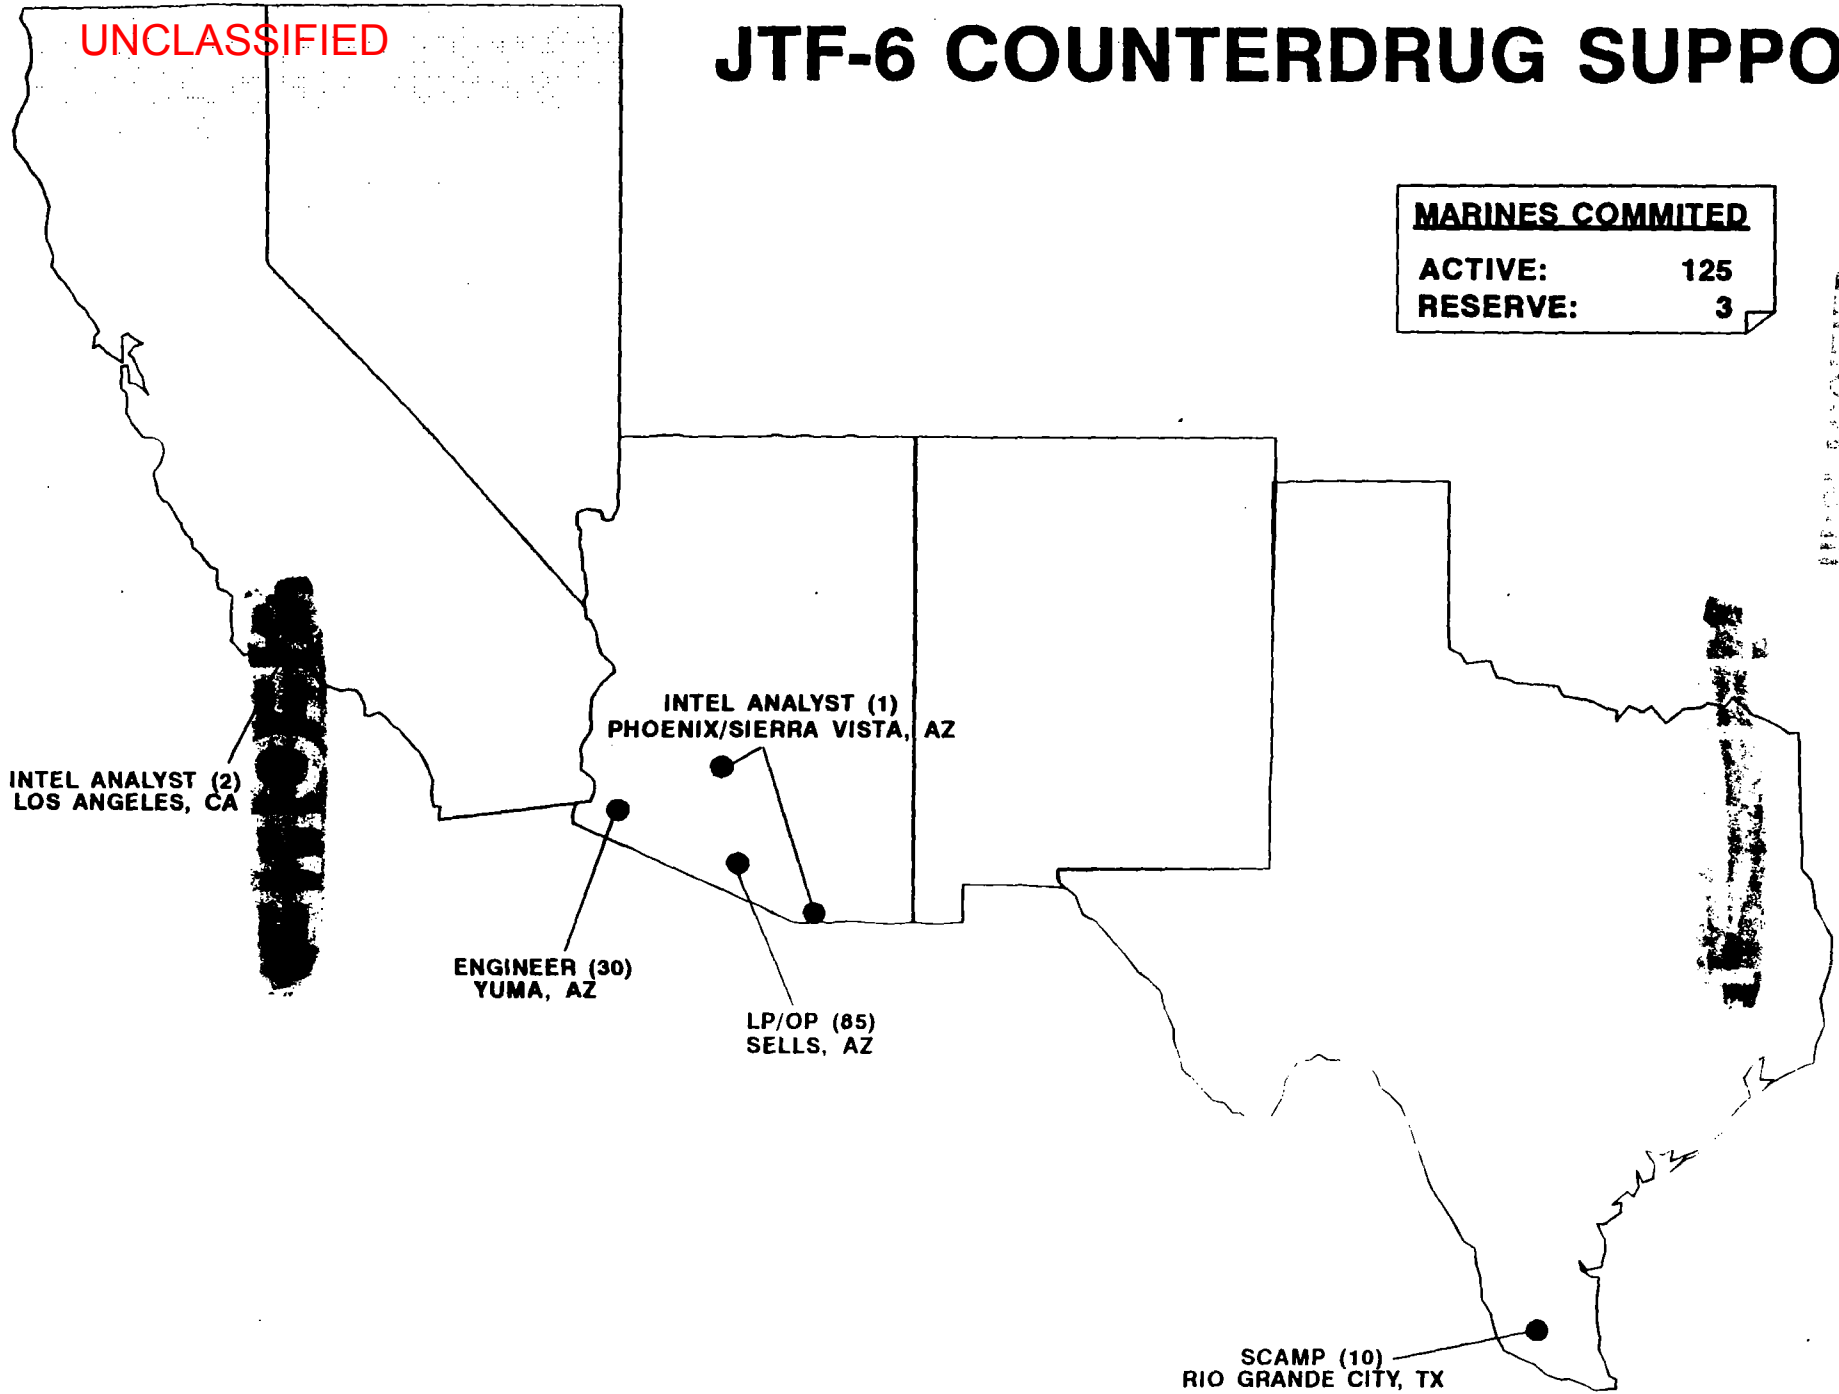 UNCLASSIFIED
JTF-6 COUNTERDRUG SUPPO
MARINES COMMITED
ACTIVE: 125
RESERVE: 3
INTEL ANALYST (1)
PHOENIX/SIERRA VISTA, AZ
INTEL ANALYST (2)
LOS ANGELES, CA
ENGINEER (30)
YUMA, AZ
LP/OP (85)
SELLS, AZ
SCAMP (10)
RIO GRANDE CITY, TX